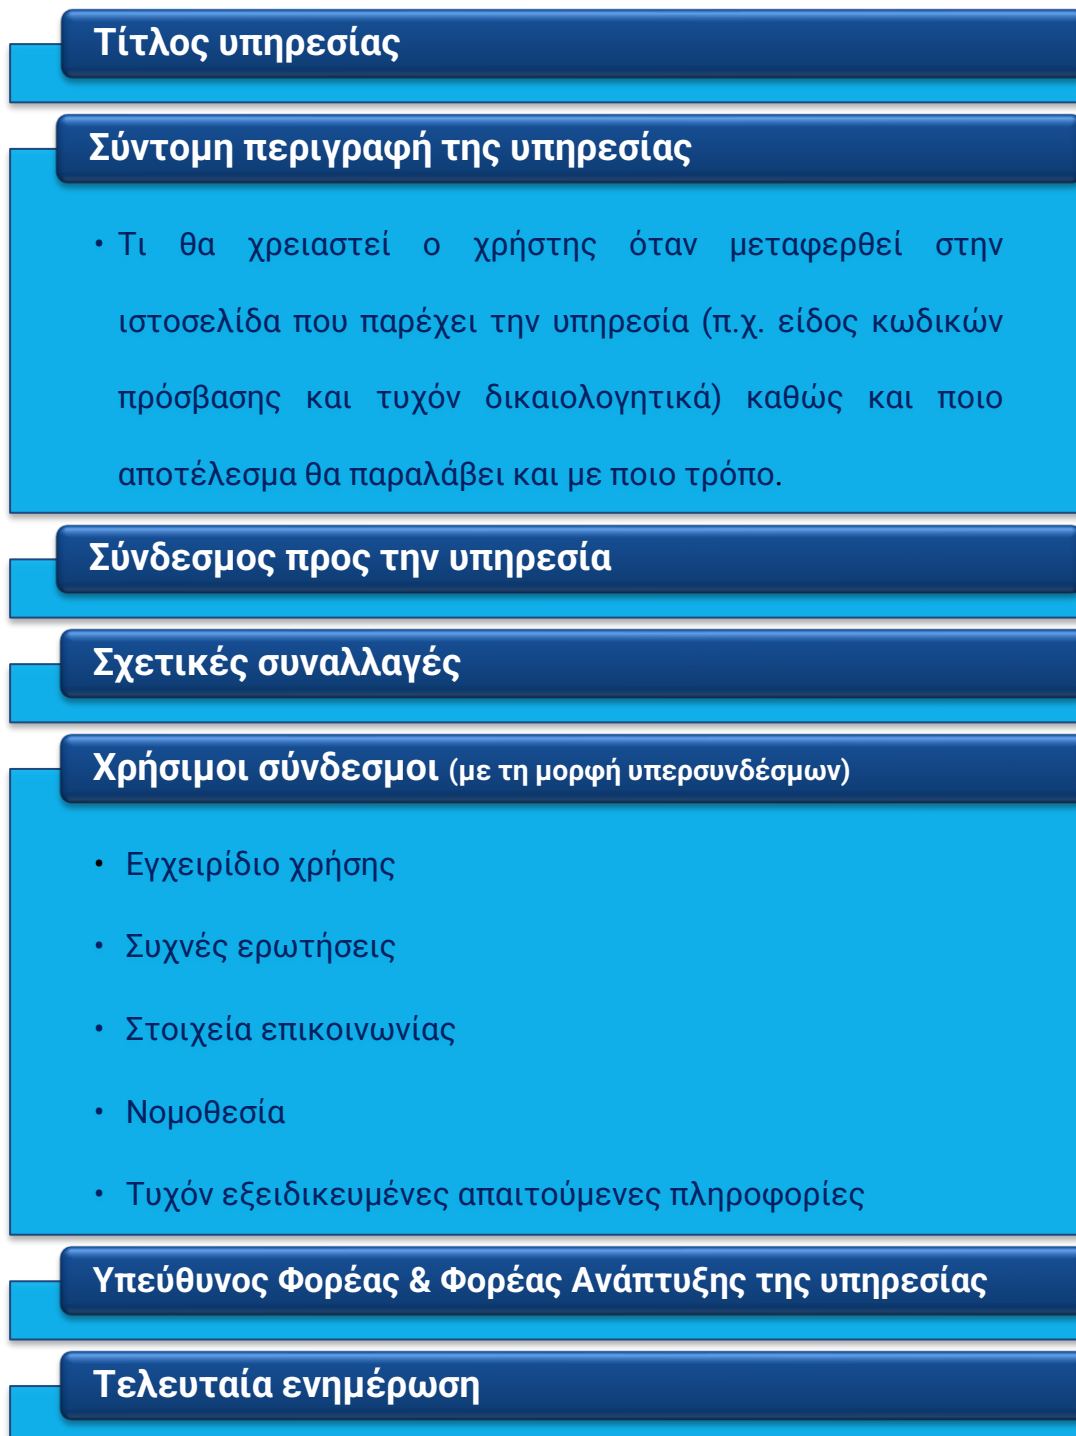 Τίτλος υπηρεσίας
Σύντομη περιγραφή της υπηρεσίας
• Τι θα χρειαστεί ο χρήστης όταν μεταφερθεί στην
ιστοσελίδα που παρέχει την υπηρεσία (π.χ. είδος κωδικών
πρόσβασης και τυχόν δικαιολογητικά) καθώς και ποιο
αποτέλεσμα θα παραλάβει και με ποιο τρόπο.
Σύνδεσμος προς την υπηρεσία
Σχετικές συναλλαγές
Χρήσιμοι σύνδεσμοι (με τη μορφή υπερσυνδέσμων)
• Εγχειρίδιο χρήσης
• Συχνές ερωτήσεις
• Στοιχεία επικοινωνίας
• Νομοθεσία
• Τυχόν εξειδικευμένες απαιτούμενες πληροφορίες
Υπεύθυνος Φορέας & Φορέας Ανάπτυξης της υπηρεσίας
Τελευταία ενημέρωση